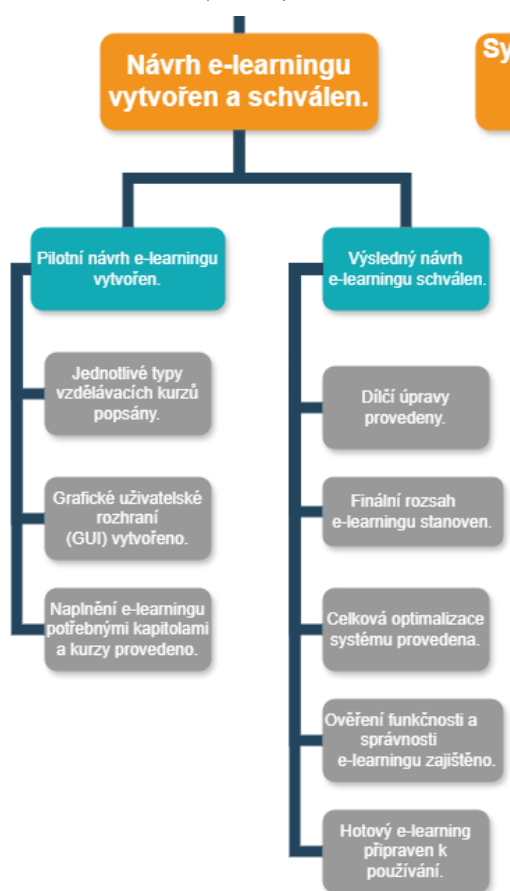 Návrh e-learningu
vytvořen a schválen.
Pilotní návrh e-learningu
vytvořen.
Jednotlivé typy
vzdělávacích kurzů
popsány.
Grafické uživatelské
rozhraní
(GUI) vytvořeno.
Naplnění e-learningu
potřebnými kapitolami
a kurzy provedeno.
Výsledný návrh
e-learningu schválen.
Dílčí úpravy
provedeny.
Finální rozsah
e-learningu stanoven.
Celková optimalizace
systému provedena.
Ověření funkčnosti a
správnosti
e-learningu zajištěno.
Hotový e-learning
připraven k
používání.